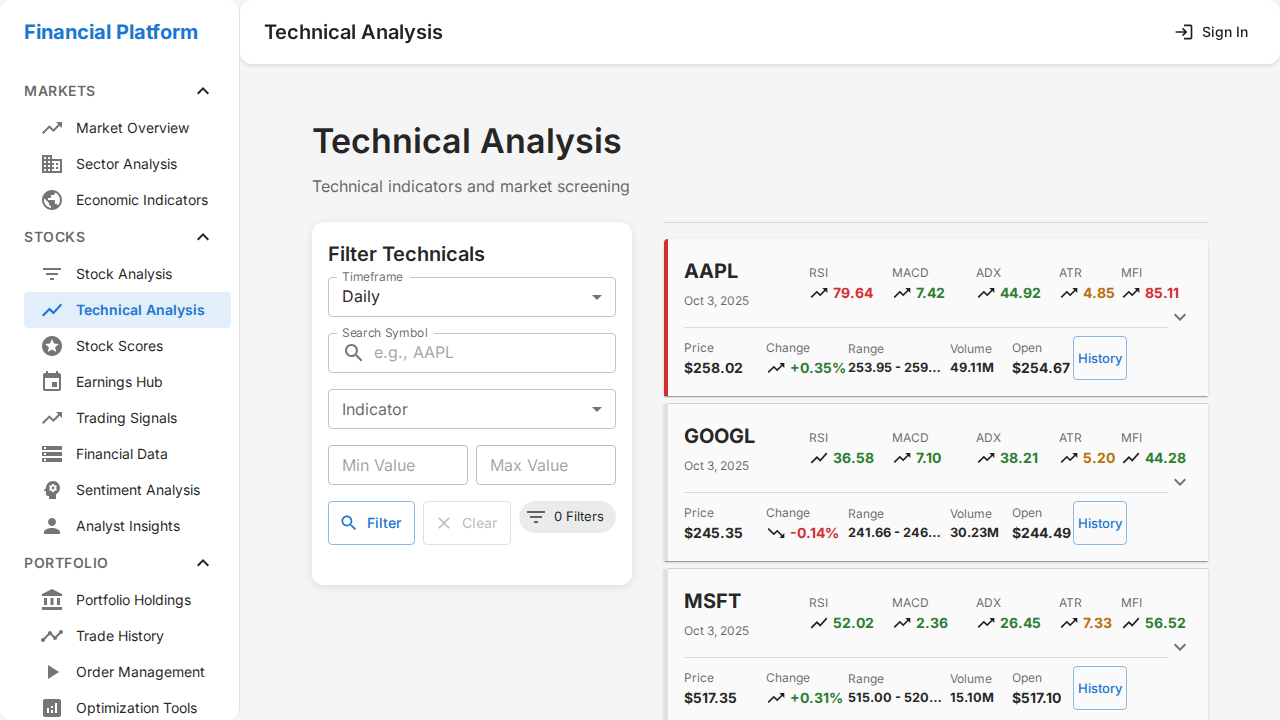 Financial Platform
Technical Analysis
Sign In
MARKETS
Market Overview
Sector Analysis
Economic Indicators
STOCKS
Stock Analysis
Technical Analysis
Stock Scores
Earnings Hub
Trading Signals
Financial Data
Sentiment Analysis
Analyst Insights
PORTFOLIO
Portfolio Holdings
Trade History
Order Management
Optimization Tools
Technical Analysis
Technical indicators and market screening
Filter Technicals
Timeframe
Daily
Search Symbol
e.g., AAPL
Indicator
Min Value Max Value
Filter Clear 0 Filters
AAPL
Oct 3, 2025
RSI MACD ADX ATR MFI
79.64 7.42 44.92 4.85 85.11
Price Change Range Volume Open
$258.02 +0.35% 253.95 - 259... 49.11M $254.67
History
GOOGL
Oct 3, 2025
RSI MACD ADX ATR MFI
36.58 7.10 38.21 5.20 44.28
Price Change Range Volume Open
$245.35 -0.14% 241.66 - 246... 30.23M $244.49
History
MSFT
Oct 3, 2025
RSI MACD ADX ATR MFI
52.02 2.36 26.45 7.33 56.52
Price Change Range Volume Open
$517.35 +0.31% 515.00 - 520... 15.10M $517.10
History